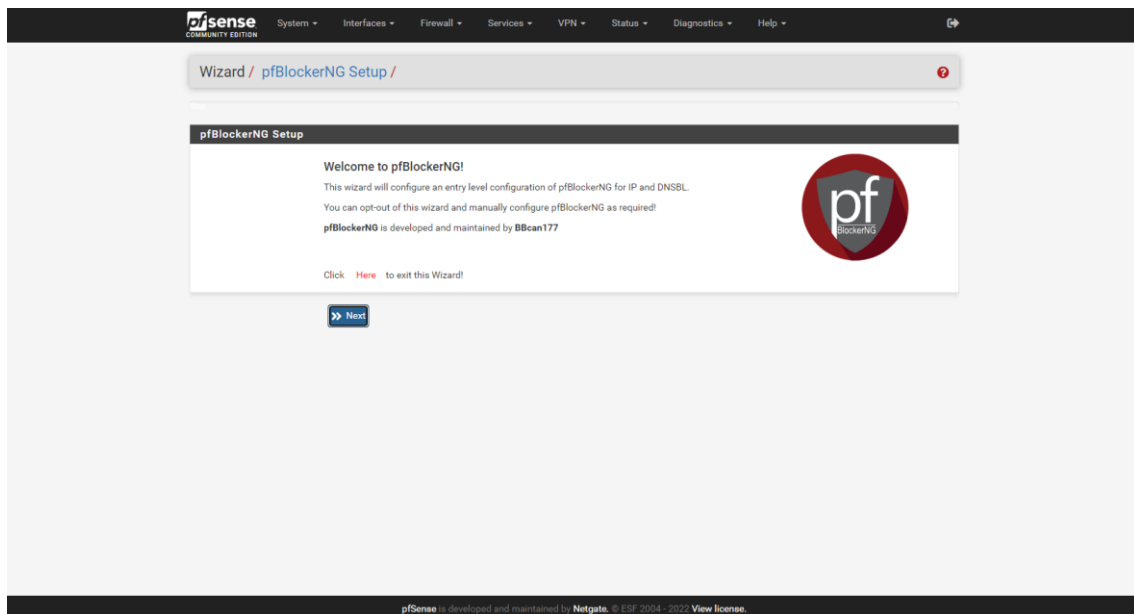 pfsense
COMMUNITY EDITION
System Interfaces Firewall Services VPN Status Diagnostics Help
Wizard / pfBlockerNG Setup /
pfBlockerNG Setup
Welcome to pfBlockerNG!
This wizard will configure an entry level configuration of pfBlockerNG for IP and DNSBL.
You can opt-out of this wizard and manually configure pfBlockerNG as required!
pfBlockerNG is developed and maintained by BBcan177
Click Here to exit this Wizard!
pf
BlockerNG
>> Next
pfSense is developed and maintained by Netgate. © ESF 2004 - 2022 View license.